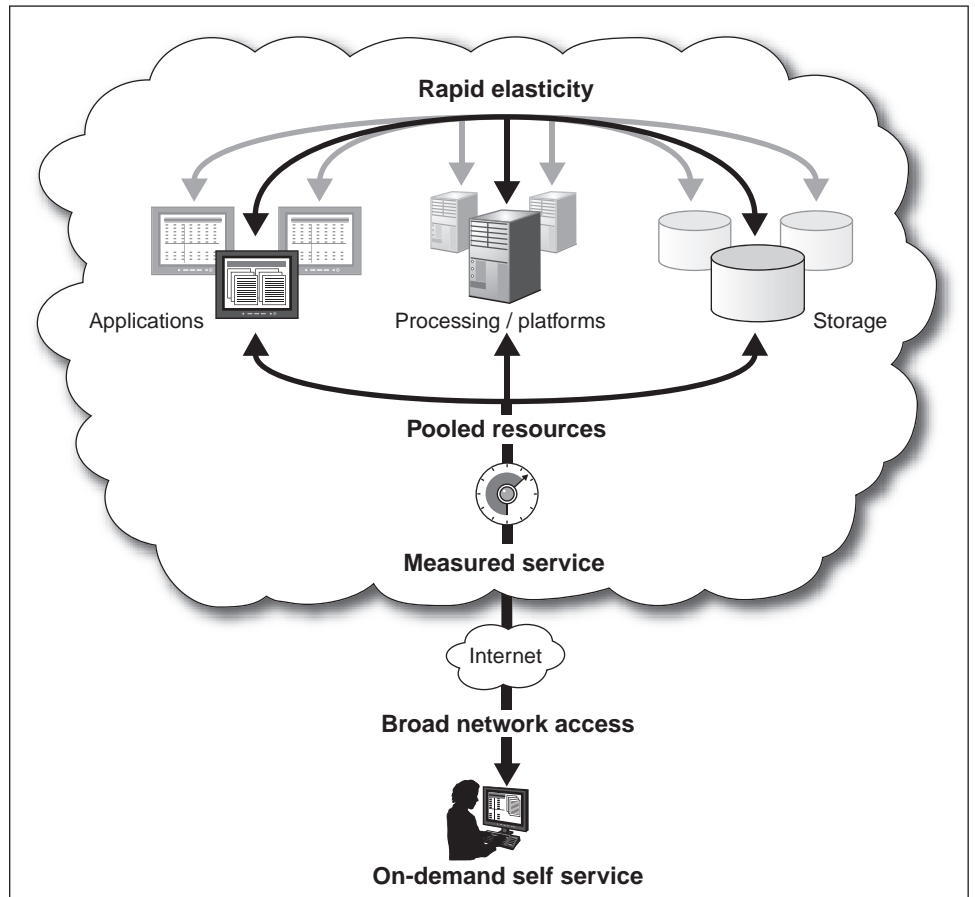 Rapid elasticity
Applications
Processing / platforms
Storage
Pooled resources
Measured service
Internet
Broad network access
On-demand self service